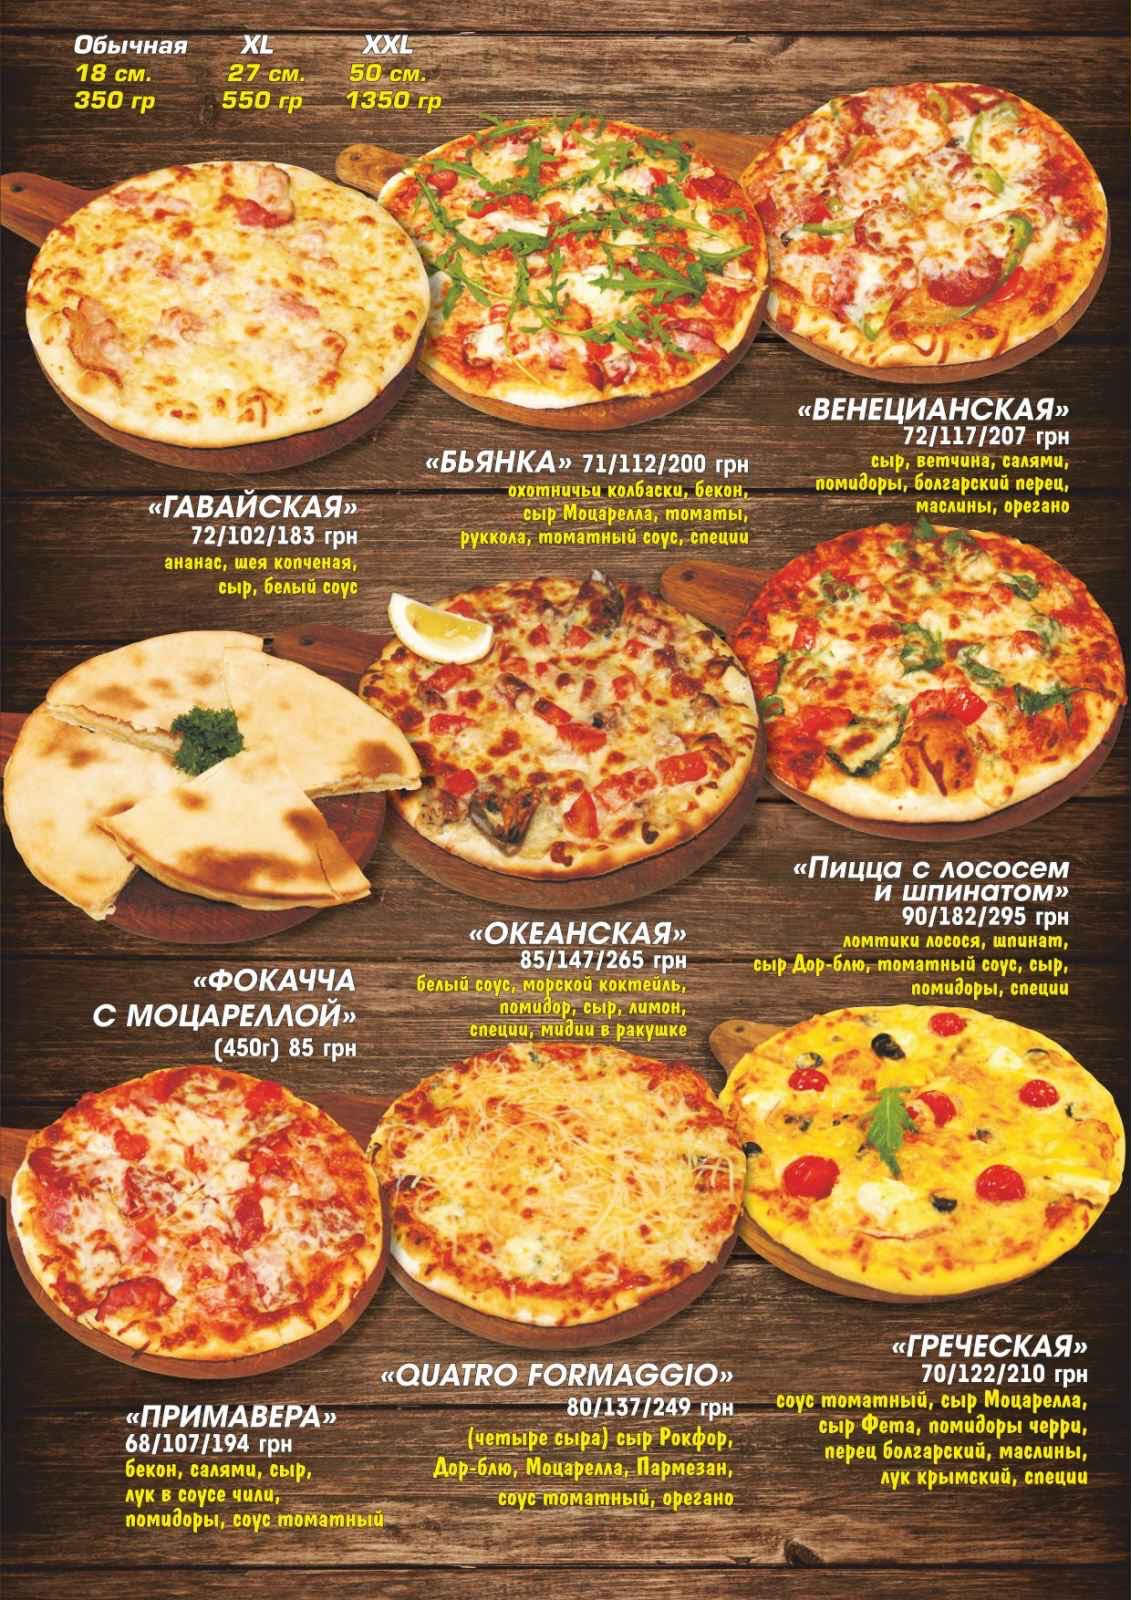 Обычная XL XXL
18 см. 27 см. 50 см.
350 гр 550 гр 1350 гр
«ВЕНЕЦИАНСКАЯ»
72/117/207 грн
сыр, ветчина, салями,
помидоры, болгарский перец,
маслины, орегано
«БЬЯНКА» 71/112/200 грн
охотничьи колбаски, бекон,
сыр Моцарелла, томаты,
руккола, томатный соус, специи
«ГАВАЙСКАЯ»
72/102/183 грн
ананас, шея копченая,
сыр, белый соус
«Пицца с лососем
и шпинатом»
90/182/295 грн
ломтики лосося, шпинат,
сыр Дор-блю, томатный соус, сыр,
помидоры, специи
«ОКЕАНСКАЯ»
85/147/265 грн
белый соус, морской коктейль,
помидор, сыр, лимон,
специи, мидии в ракушке
«ФОКАЧЧА
С МОЦАРЕЛЛОЙ»
(450г) 85 грн
«ГРЕЧЕСКАЯ»
70/122/210 грн
соус томатный, сыр Моцарелла,
сыр Фета, помидоры черри,
перец болгарский, маслины,
лук крымский, специи
«QUATRO FORMAGGIO»
80/137/249 грн
(четыре сыра) сыр Рокфор,
Дор-блю, Моцарелла, Пармезан,
соус томатный, орегано
«ПРИМАВЕРА»
68/107/194 грн
бекон, салями, сыр,
лук в соусе чили,
помидоры, соус томатный